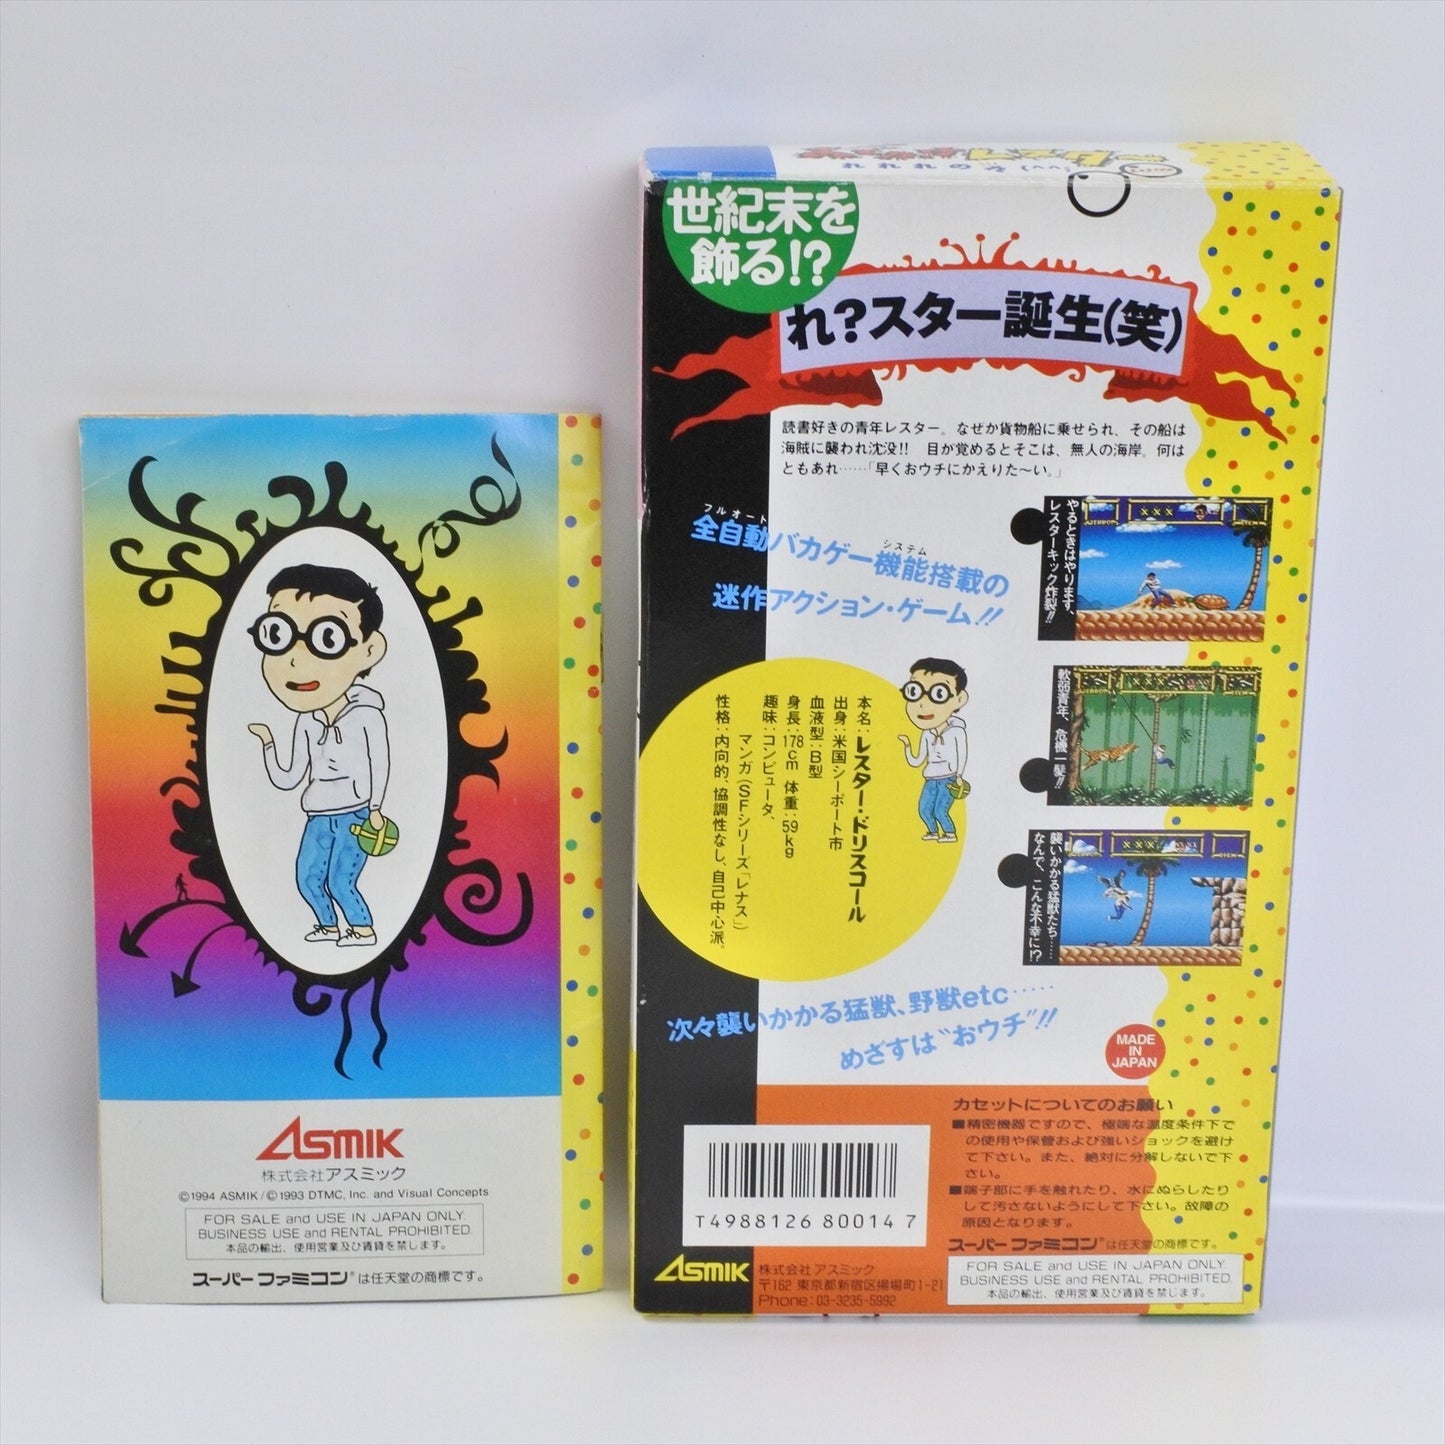 ASMIK
株式会社アスミック
©1994 ASMIK/©1993 DTMC, Inc. and Visual Concepts
FOR SALE and USE IN JAPAN ONLY.
BUSINESS USE and RENTAL PROHIBITED.
本品の輸出、使用営業及び賃貸を禁じます。
スーパーファミコン®は任天堂の商標です。
世紀末を
飾る!?
れ?スター誕生(笑)
読書好きの青年レスター。なぜか貨物船に乗せられ、その船は
海賊に襲われ沈没!! 目が覚めるとそこは、無人の海岸。何は
ともあれ……「早くおウチにかえりた〜い。」
フルオート
全自動バカゲー機能搭載の
システム
迷作アクション・ゲーム!!
やるときはやります、
レスターキック炸裂!!
軟弱青年、危機一髪!!
襲いかかる猛獣たち……
なんで、こんな不幸に!?
本名:レスター・ドリスコール
出身:米国シーポート市
血液型:B型
身長:178cm 体重:59kg
趣味:コンピュータ、
マンガ(SFシリーズ「レナス」)
性格:内向的、協調性なし、自己中心派。
次々襲いかかる猛獣、野獣etc……
めざすは“おウチ”!!
MADE
IN
JAPAN
カセットについてのお願い
■精密機器ですので、極端な温度条件下で
の使用や保管および強いショックを避け
て下さい。また、絶対に分解しないで下
さい。
■端子部に手を触れたり、水にぬらしたり
して汚さないようにして下さい。故障の
原因となります。
スーパーファミコン®は任天堂の商標です。
FOR SALE and USE IN JAPAN ONLY.
BUSINESS USE and RENTAL PROHIBITED.
本品の輸出、使用営業及び賃貸を禁じます。
T4988126 80014 7
ASMIK
株式会社 アスミック
〒162 東京都新宿区揚場町1-21
Phone:03-3235-5992